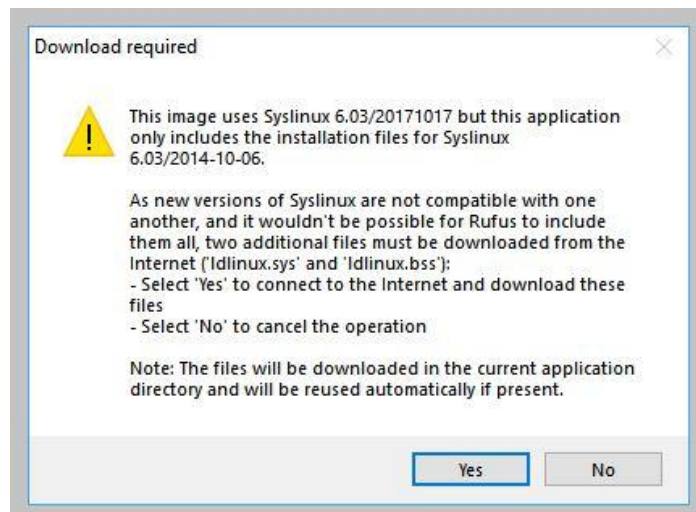 Download required
This image uses Syslinux 6.03/20171017 but this application
only includes the installation files for Syslinux
6.03/2014-10-06.
As new versions of Syslinux are not compatible with one
another, and it wouldn't be possible for Rufus to include
them all, two additional files must be downloaded from the
Internet ('ldlinux.sys' and 'ldlinux.bss'):
- Select 'Yes' to connect to the Internet and download these
files
- Select 'No' to cancel the operation
Note: The files will be downloaded in the current application
directory and will be reused automatically if present.
Yes
No